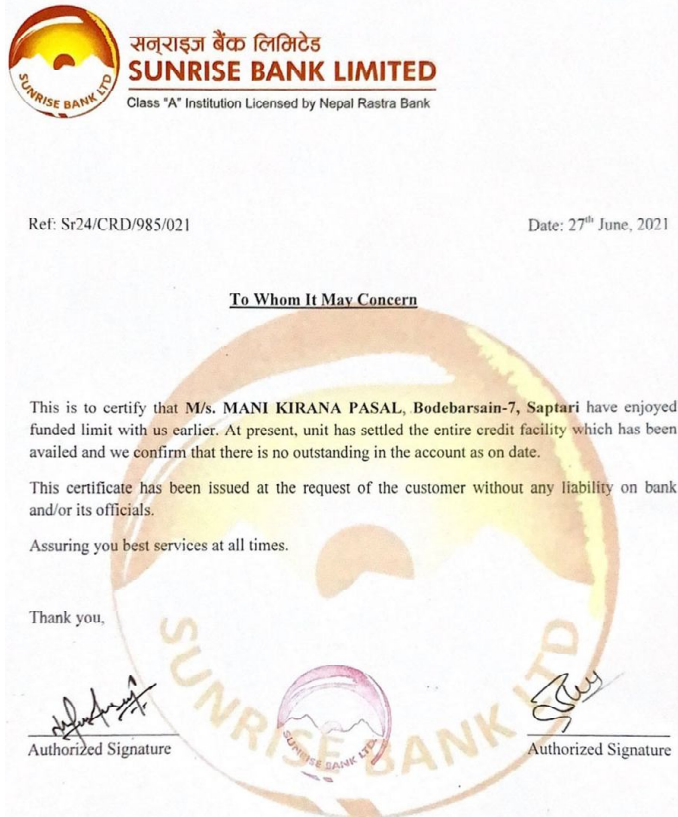 सनराइज बैंक लिमिटेड
SUNRISE BANK LIMITED
Class "A" Institution Licensed by Nepal Rastra Bank
SUNRISE BANK LTD
Ref: Sr24/CRD/985/021
Date: 27th June, 2021
To Whom It May Concern
This is to certify that M/s. MANI KIRANA PASAL, Bodebarsain-7, Saptari have enjoyed
funded limit with us earlier. At present, unit has settled the entire credit facility which has been
availed and we confirm that there is no outstanding in the account as on date.
This certificate has been issued at the request of the customer without any liability on bank
and/or its officials.
Assuring you best services at all times.
Thank you,
SUNRISE BANK LTD
SUNRISE BANK LTD
Authorized Signature
Authorized Signature